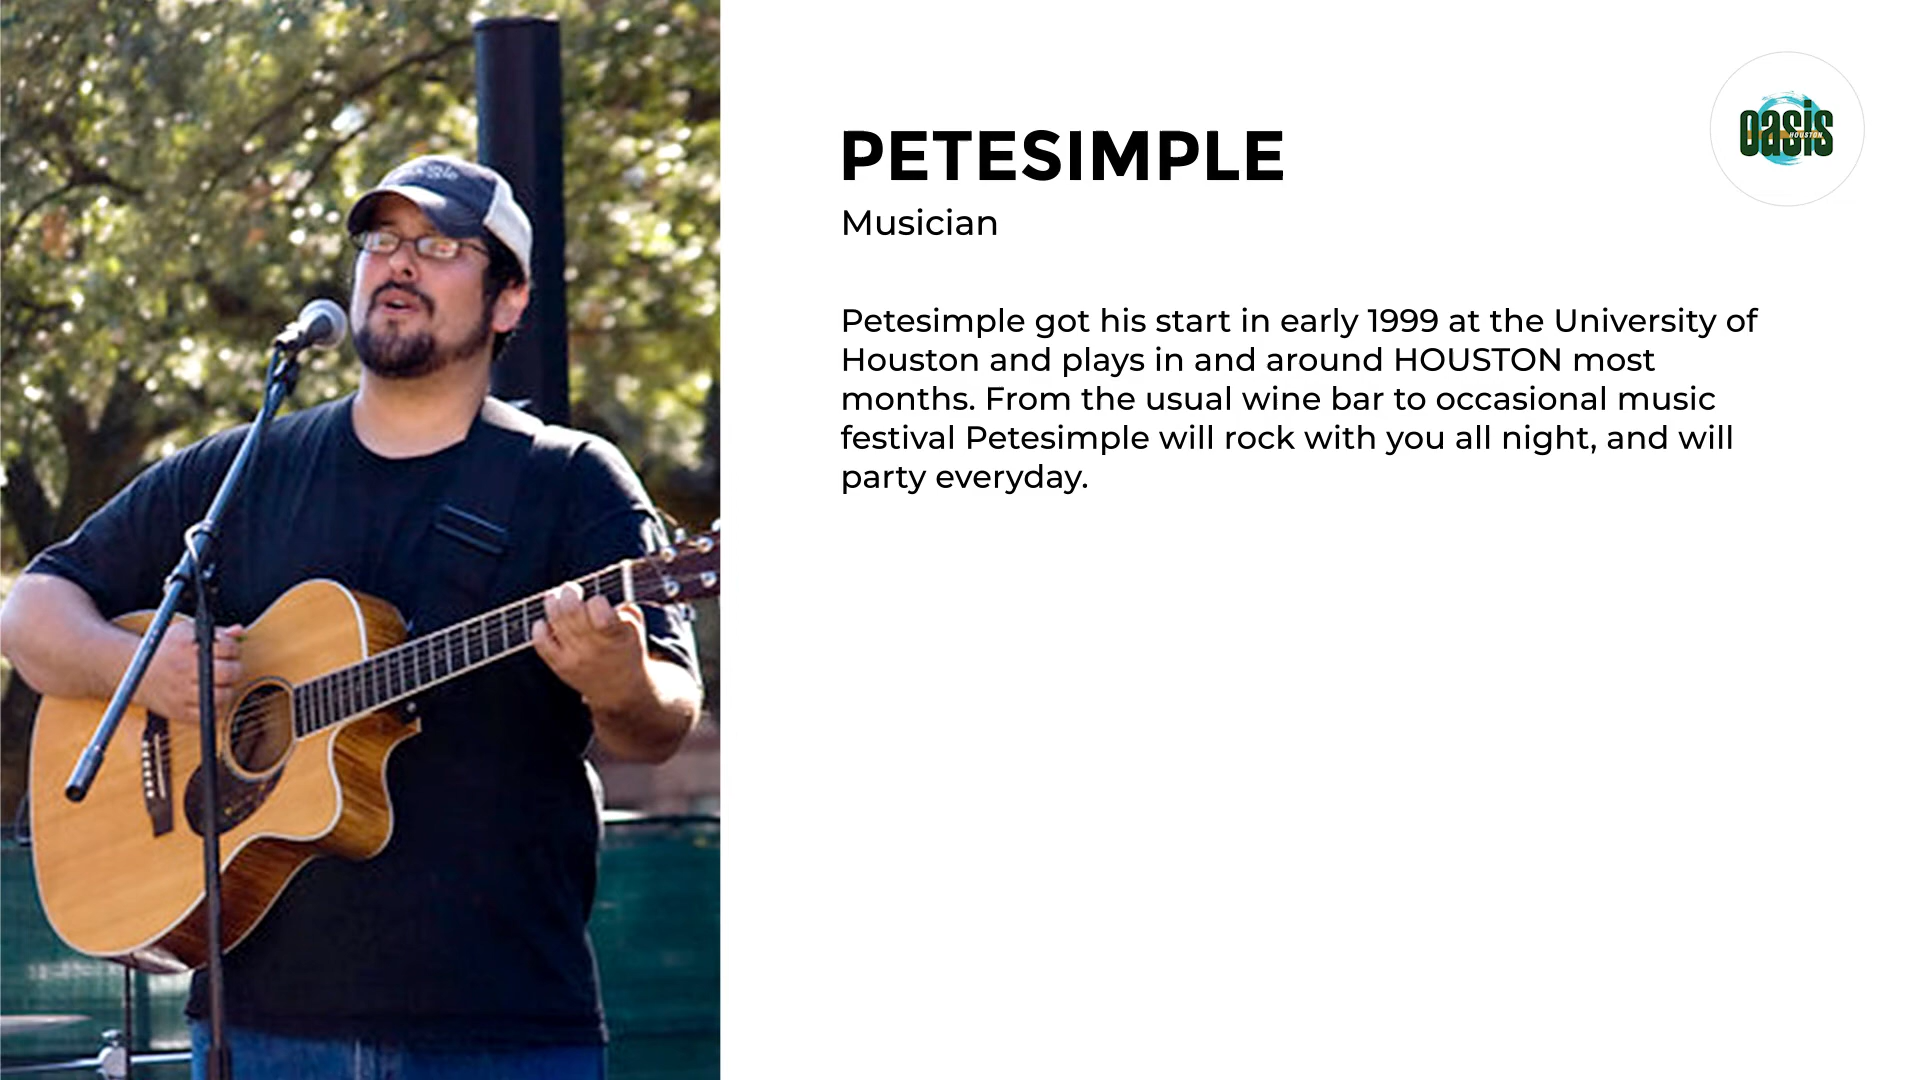 PETESIMPLE
oasis
HOUSTON
Musician
Petesimple got his start in early 1999 at the University of
Houston and plays in and around HOUSTON most
months. From the usual wine bar to occasional music
festival Petesimple will rock with you all night, and will
party everyday.